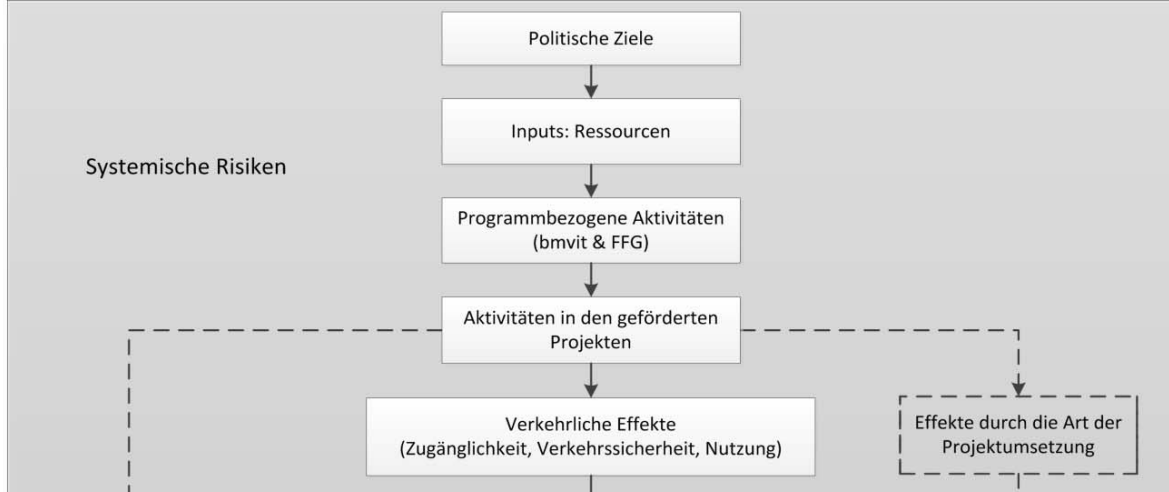 Politische Ziele
Inputs: Ressourcen
Systemische Risiken
Programmbezogene Aktivitäten
(bmvit & FFG)
Aktivitäten in den geförderten
Projekten
Verkehrliche Effekte
(Zugänglichkeit, Verkehrssicherheit, Nutzung)
Effekte durch die Art der
Projektumsetzung